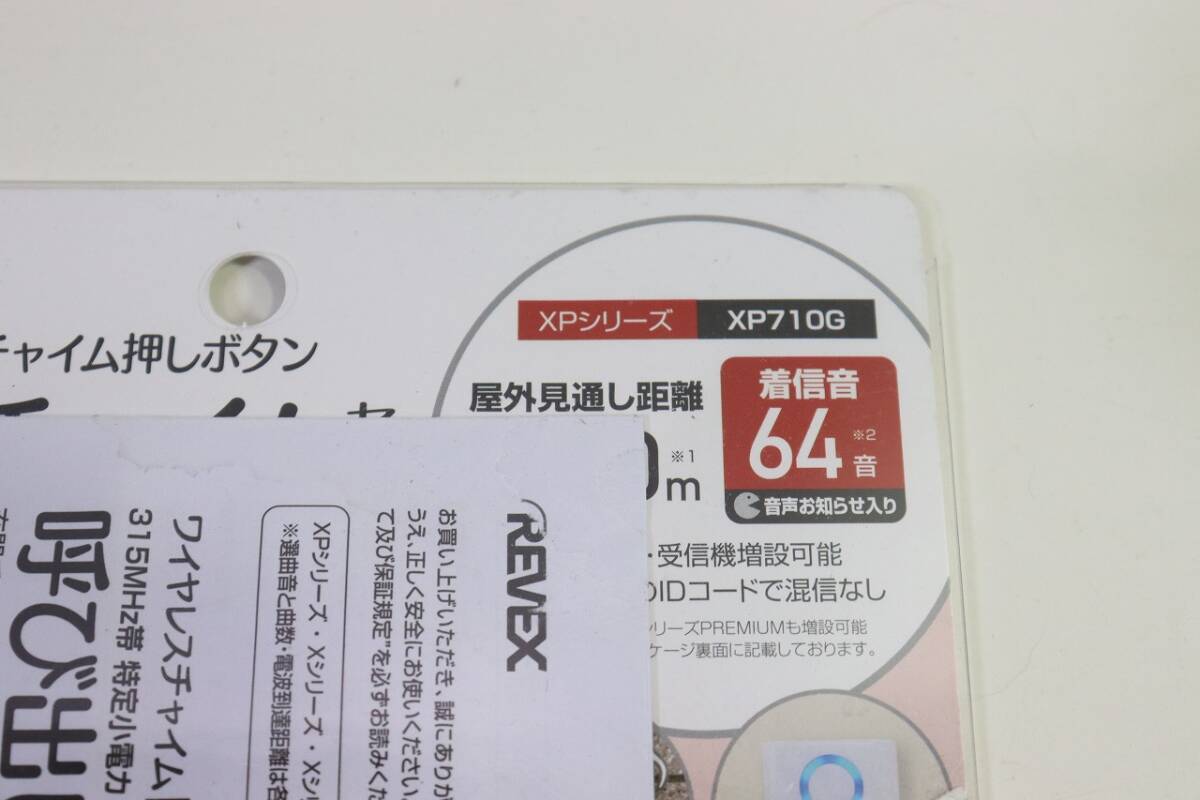 XPシリーズ XP710G
チャイム押しボタン
屋外見通し距離
0m ※1
着信音
64音 ※2
音声お知らせ入り
・受信機増設可能
のIDコードで混信なし
リーズPREMIUMも増設可能
ケージ裏面に記載しております。
REVEX
お買い上げいただき、誠にありが
うえ、正しく安全にお使いください。
て及び保証規定”を必ずお読みくだ
XPシリーズ・Xシリーズ・Xシリ
※選曲音と曲数・電波到達距離は各
ワイヤレスチャイム
315MHz帯 特定小電力
呼び出